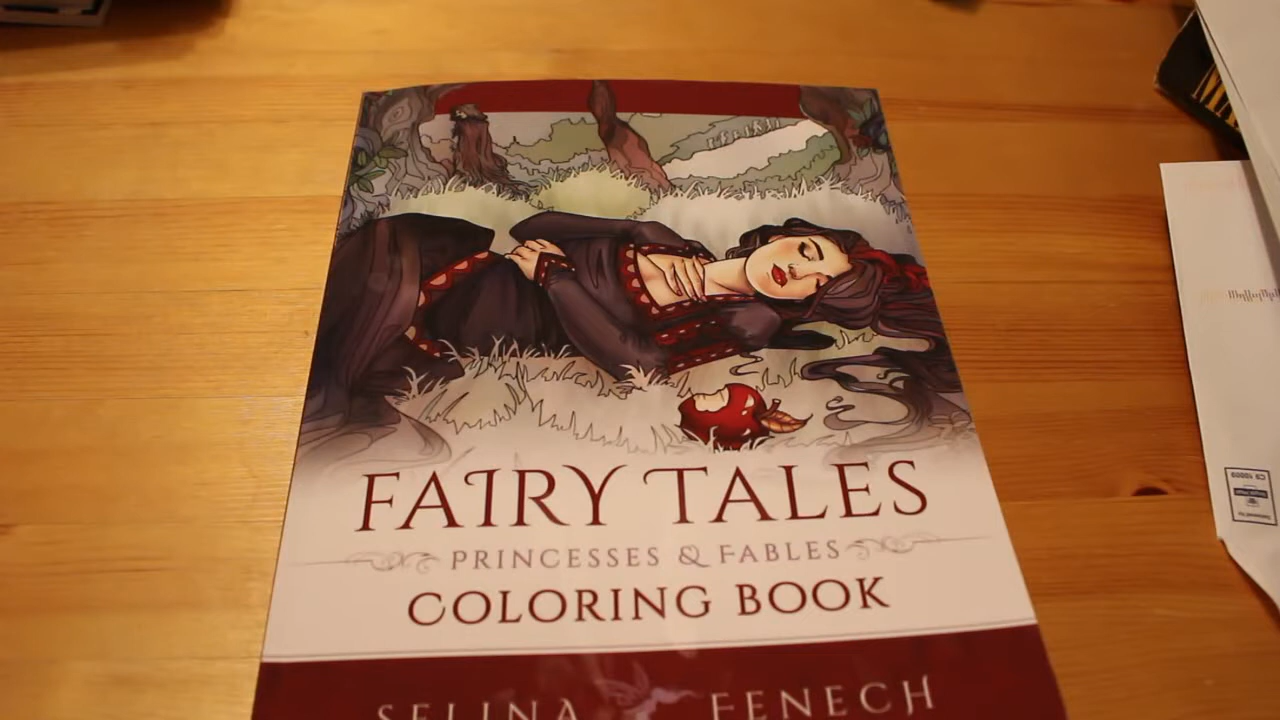 FAIRY TALES
PRINCESSES & FABLES
COLORING BOOK
SELINA FENECH